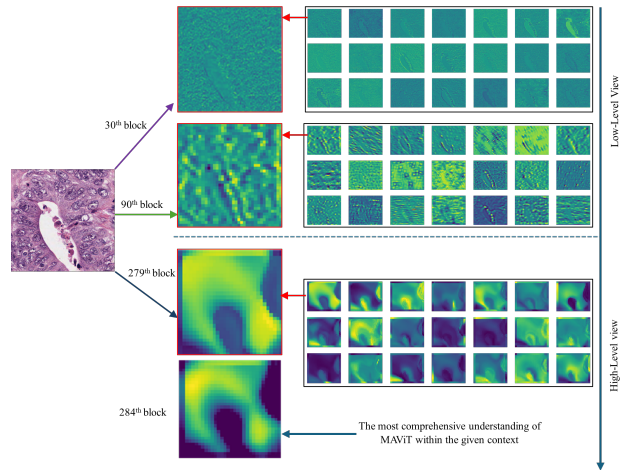 30th block
90th block
279th block
284th block
The most comprehensive understanding of
MAViT within the given context
Low-Level View
High-Level view